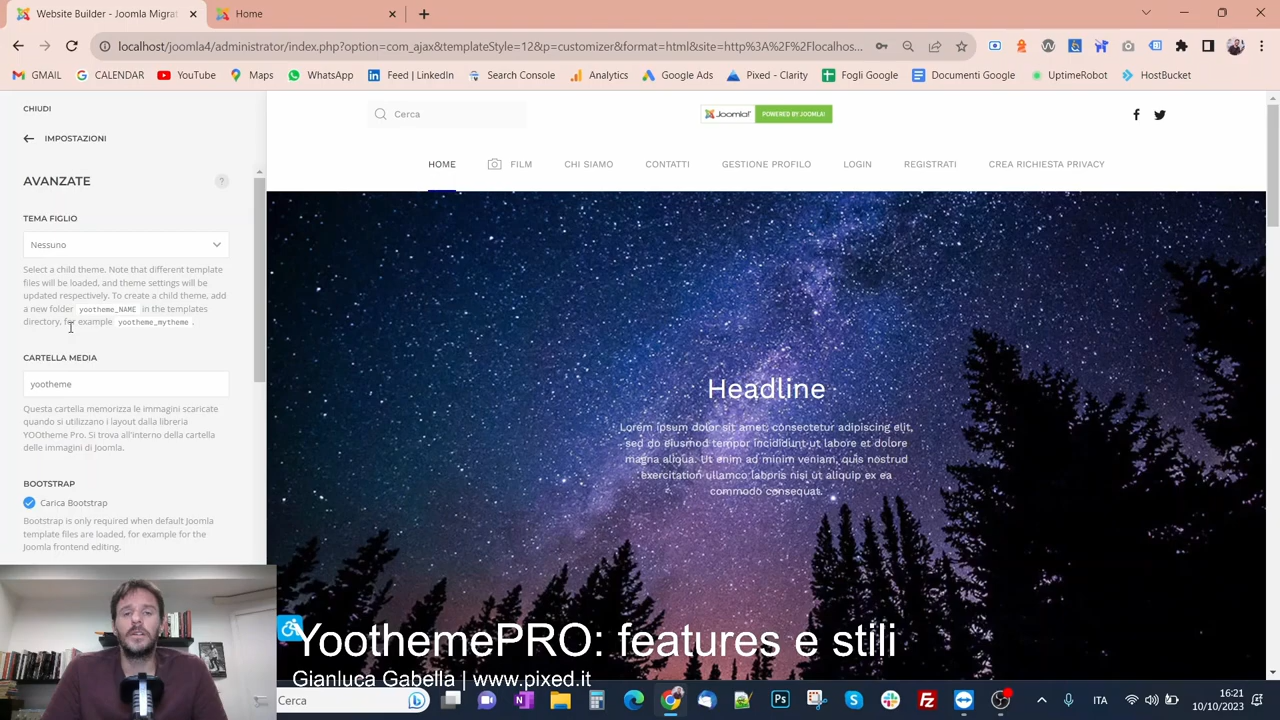 Website Builder - Joomla Migrat
Home
localhost/joomla4/administrator/index.php?option=com_ajax&templateStyle=12&p=customizer&format=html&site=http%3A%2F%2Flocalhos...
GMAIL
CALENDAR
YouTube
Maps
WhatsApp
Feed | LinkedIn
Search Console
Analytics
Google Ads
Pixed - Clarity
Fogli Google
Documenti Google
UptimeRobot
HostBucket
CHIUDI
IMPOSTAZIONI
AVANZATE
?
TEMA FIGLIO
Nessuno
Select a child theme. Note that different template
files will be loaded, and theme settings will be
updated respectively. To create a child theme, add
a new folder yootheme_NAME in the templates
directory, for example yootheme_mytheme.
CARTELLA MEDIA
yootheme
Questa cartella memorizza le immagini scaricate
quando si utilizzano i layout dalla libreria
YOOtheme Pro. Si trova all'interno della cartella
delle immagini di Joomla.
BOOTSTRAP
Carica Bootstrap
Bootstrap is only required when default Joomla
template files are loaded, for example for the
Joomla frontend editing.
Cerca
Joomla!
POWERED BY JOOMLA!
HOME
FILM
CHI SIAMO
CONTATTI
GESTIONE PROFILO
LOGIN
REGISTRATI
CREA RICHIESTA PRIVACY
Headline
Lorem ipsum dolor sit amet, consectetur adipiscing elit,
sed do eiusmod tempor incididunt ut labore et dolore
magna aliqua. Ut enim ad minim veniam, quis nostrud
exercitation ullamco laboris nisi ut aliquip ex ea
commodo consequat.
YoothemePRO: features e stili
Gianluca Gabella | www.pixed.it
Cerca
ITA
16:21
10/10/2023